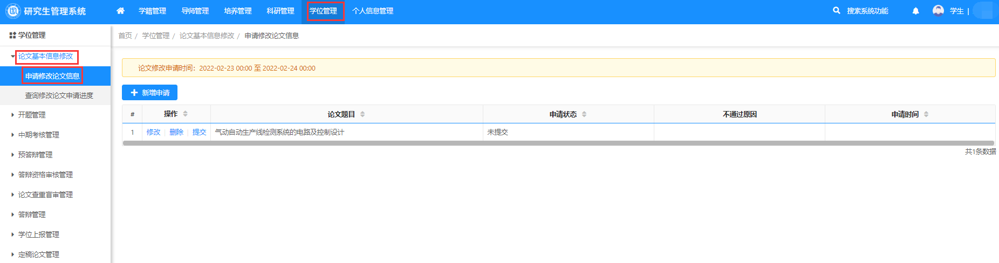 研究生管理系统
学籍管理 导师管理 培养管理 科研管理 学位管理 个人信息管理 搜索系统功能 学生 |
学位管理
首页 / 学位管理 / 论文基本信息修改 / 申请修改论文信息
论文基本信息修改
申请修改论文信息
查询修改论文申请进度
开题管理
中期考核管理
预答辩管理
答辩资格审核管理
论文查重盲审管理
答辩管理
学位上报管理
定稿论文管理
论文修改申请时间：2022-02-23 00:00 至 2022-02-24 00:00
新增申请
# 操作 论文题目 申请状态 不通过原因 申请时间
1 修改 | 删除 | 提交 气动自动生产线检测系统的电路及控制设计 未提交
共1条数据